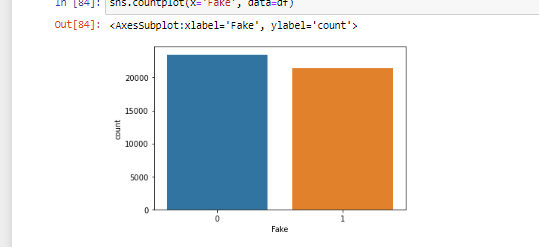 In [84]: sns.countplot(x='Fake', data=df)
Out[84]: <AxesSubplot:xlabel='Fake', ylabel='count'>
20000
15000
10000
5000
0
count
0 1
Fake